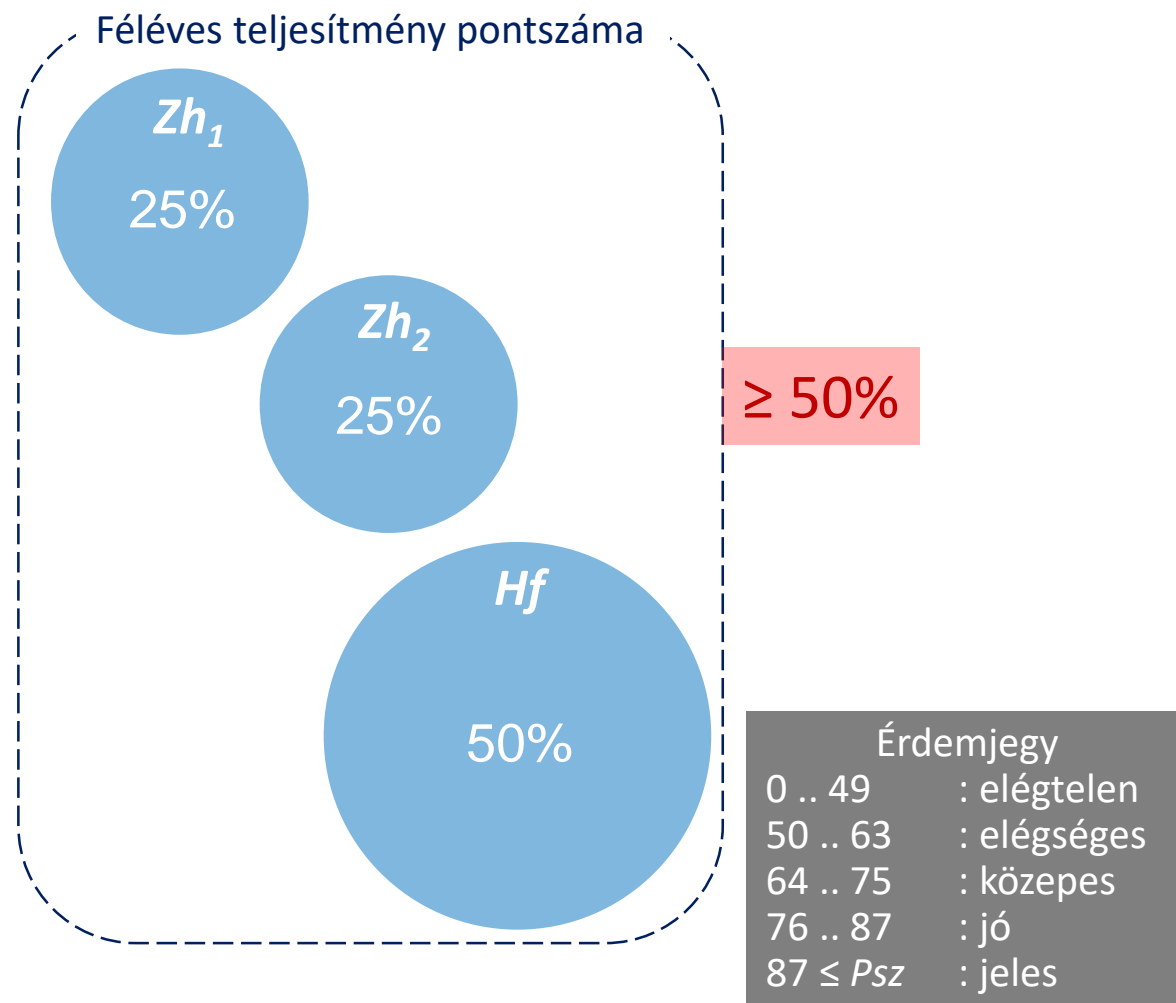 Féléves teljesítmény pontszáma
Zh₁
25%
Zh₂
25%
≥ 50%
Hf
50%
Érdemjegy
0 .. 49 : elégtelen
50 .. 63 : elégséges
64 .. 75 : közepes
76 .. 87 : jó
87 ≤ Psz : jeles